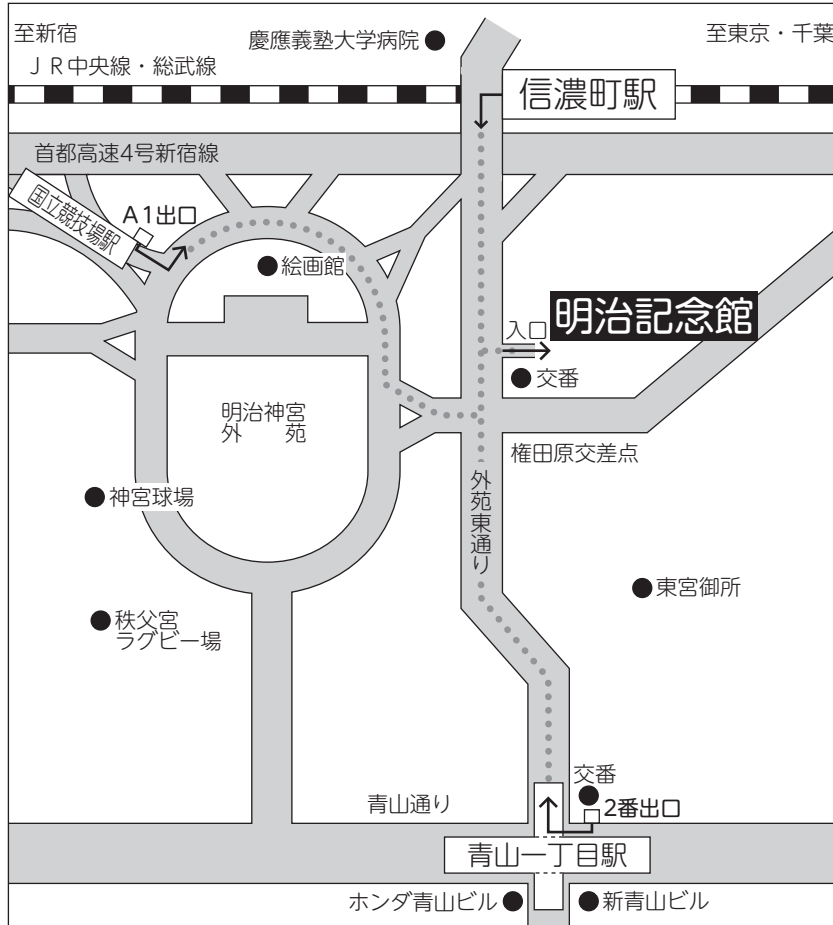 至新宿
慶應義塾大学病院
至東京・千葉
ＪＲ中央線・総武線
信濃町駅
首都高速4号新宿線
国立競技場駅
A1出口
絵画館
入口
明治記念館
交番
明治神宮
外　苑
権田原交差点
外苑東通り
神宮球場
東宮御所
秩父宮
ラグビー場
交番
青山通り
2番出口
青山一丁目駅
ホンダ青山ビル
新青山ビル